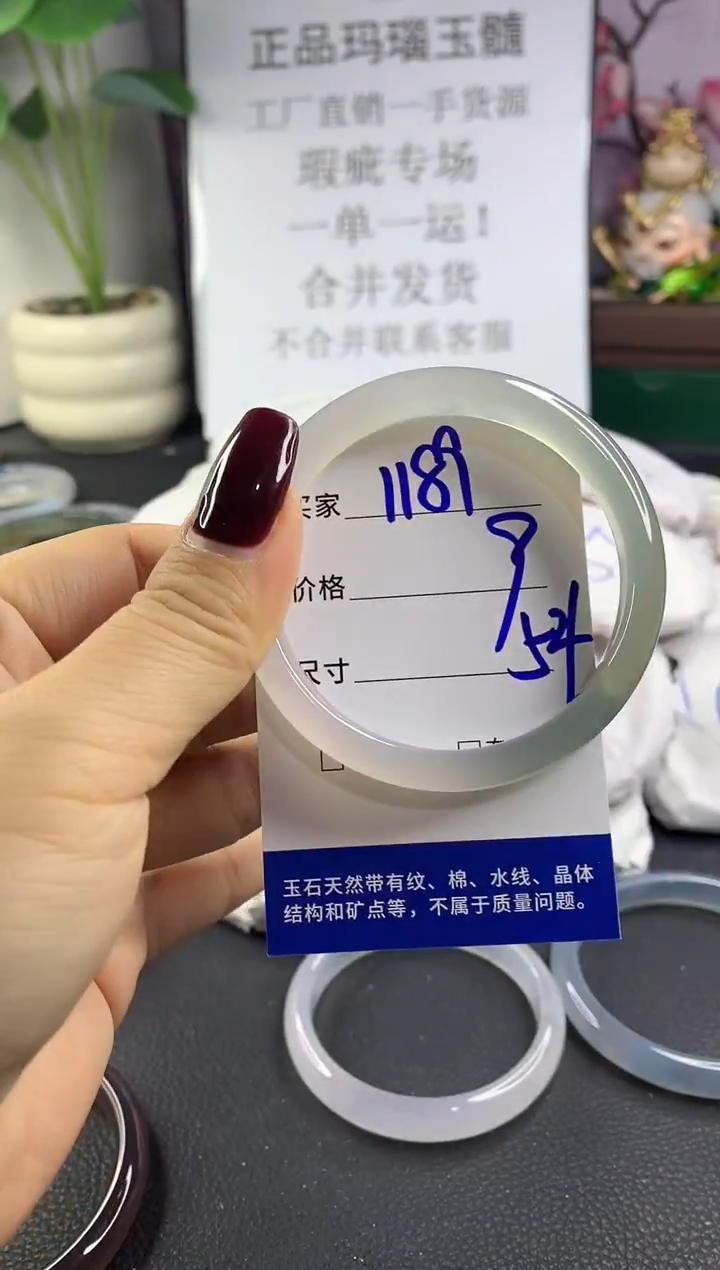 正品玛瑙玉髓
工厂直销一手货源
瑕疵专场
一单一运！
合并发货
不合并联系客服
买家 1189
价格 9
尺寸 54
玉石天然带有纹、棉、水线、晶体
结构和矿点等，不属于质量问题。